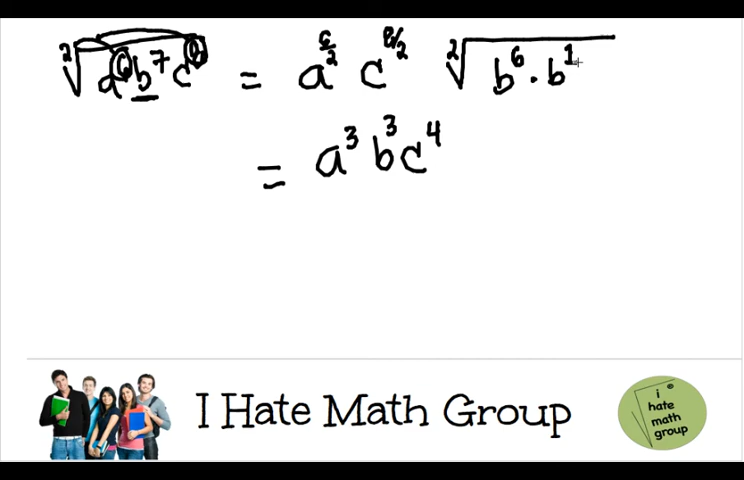 ²√a⁶b⁷c⁸ = a^6/2 c^8/2 ²√b⁶·b¹
= a³b³c⁴
I Hate Math Group
i
hate
math
group